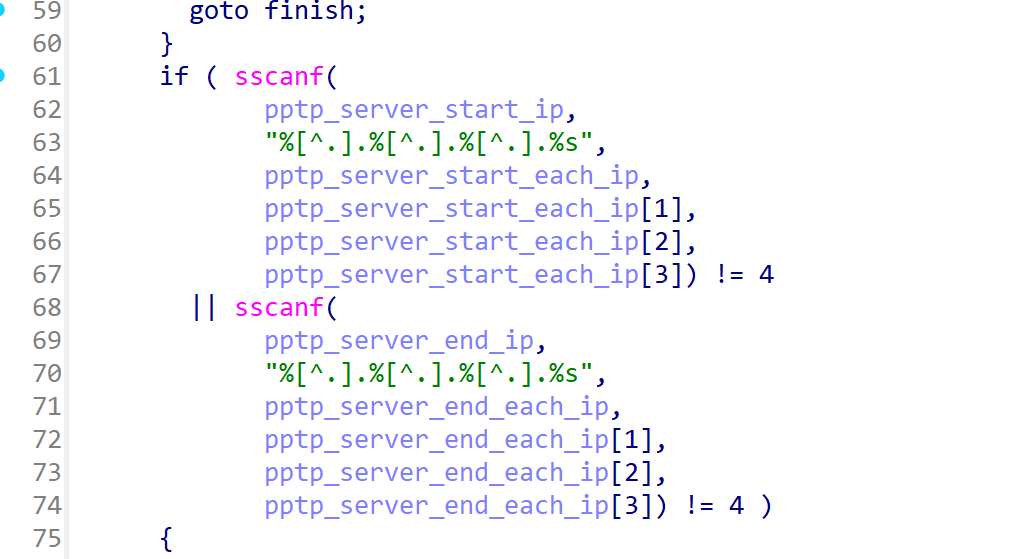 59 goto finish;
60 }
61 if ( sscanf(
62 pptp_server_start_ip,
63 "%[^.].%[^.].%[^.].%s",
64 pptp_server_start_each_ip,
65 pptp_server_start_each_ip[1],
66 pptp_server_start_each_ip[2],
67 pptp_server_start_each_ip[3]) != 4
68 || sscanf(
69 pptp_server_end_ip,
70 "%[^.].%[^.].%[^.].%s",
71 pptp_server_end_each_ip,
72 pptp_server_end_each_ip[1],
73 pptp_server_end_each_ip[2],
74 pptp_server_end_each_ip[3]) != 4 )
75 {